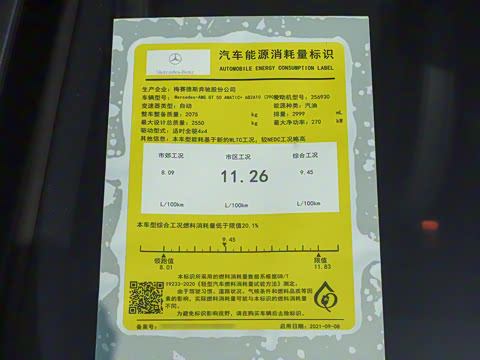 Mercedes-Benz
汽车能源消耗量标识
AUTOMOBILE ENERGY CONSUMPTION LABEL
生产企业：梅赛德斯奔驰股份公司
车辆型号：Mercedes-AMG GT 50 4MATIC+ 发动机型号：256930
变速器类型：自动 能源种类：汽油
整车整备质量：2075 kg 排量：2999 mL
最大设计总质量：2550 kg 最大净功率：270 kW
驱动型式：适时全驱4x4
其他信息：本车型能耗基于新的WLTC工况，较NEDC工况略高
市郊工况 市区工况 综合工况
8.09 11.26 9.45
L/100km L/100km L/100km
本车型综合工况燃料消耗量低于限值20.1%
9.45
领跑值 限值
8.01 11.83
本标识所采用的燃料消耗量数据系根据GB/T
19233-2020《轻型汽车燃料消耗量试验方法》测定。
由于驾驶习惯、道路状况、气候条件和燃料品质等因
素的影响，实际燃料消耗量可能与本标识的燃料消耗量
不同。
为避免标识影响视野，请在购买车辆后去除标识。
备案号： 启用日期：2021-09-08